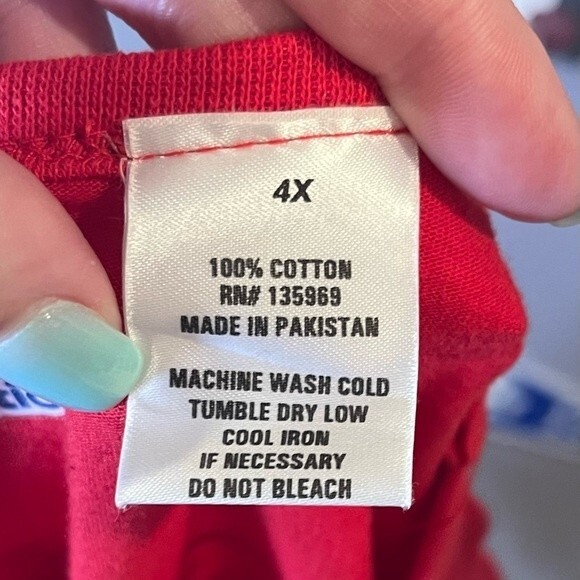 4X
100% COTTON
RN# 135969
MADE IN PAKISTAN
MACHINE WASH COLD
TUMBLE DRY LOW
COOL IRON
IF NECESSARY
DO NOT BLEACH